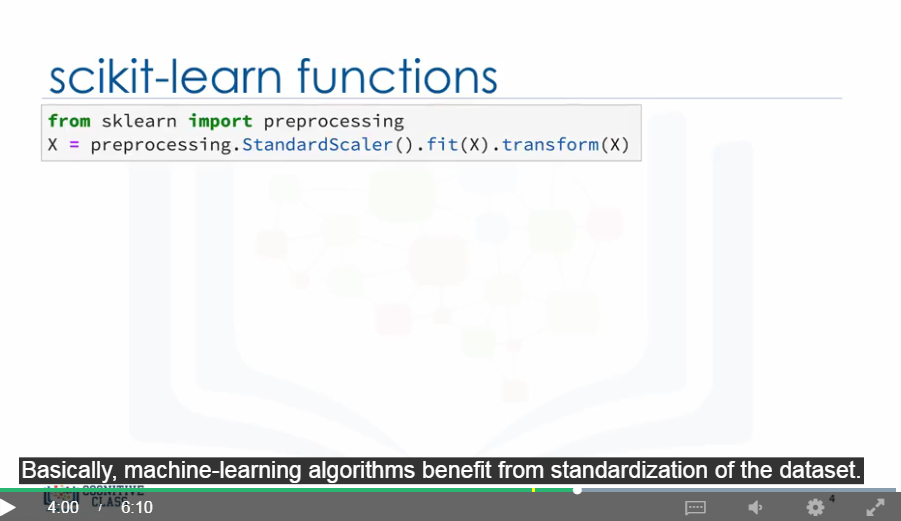 scikit-learn functions
from sklearn import preprocessing
X = preprocessing.StandardScaler().fit(X).transform(X)
Basically, machine-learning algorithms benefit from standardization of the dataset.
COGNITIVE
CLASS
4:00 / 6:10
4